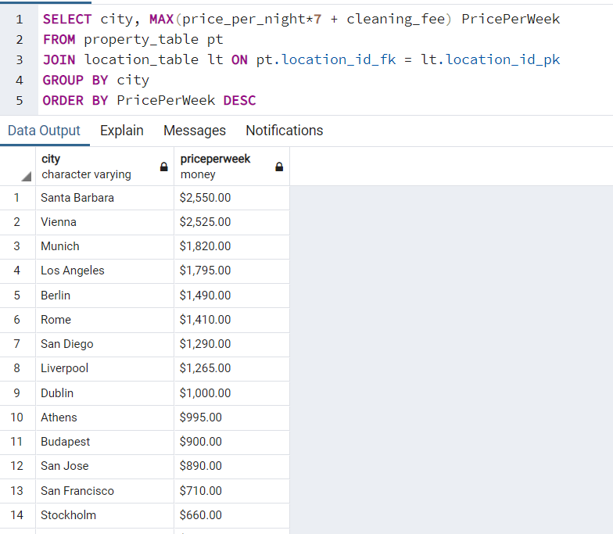 1 SELECT city, MAX(price_per_night*7 + cleaning_fee) PricePerWeek
2 FROM property_table pt
3 JOIN location_table lt ON pt.location_id_fk = lt.location_id_pk
4 GROUP BY city
5 ORDER BY PricePerWeek DESC
Data Output Explain Messages Notifications
city priceperweek
character varying money
1 Santa Barbara $2,550.00
2 Vienna $2,525.00
3 Munich $1,820.00
4 Los Angeles $1,795.00
5 Berlin $1,490.00
6 Rome $1,410.00
7 San Diego $1,290.00
8 Liverpool $1,265.00
9 Dublin $1,000.00
10 Athens $995.00
11 Budapest $900.00
12 San Jose $890.00
13 San Francisco $710.00
14 Stockholm $660.00